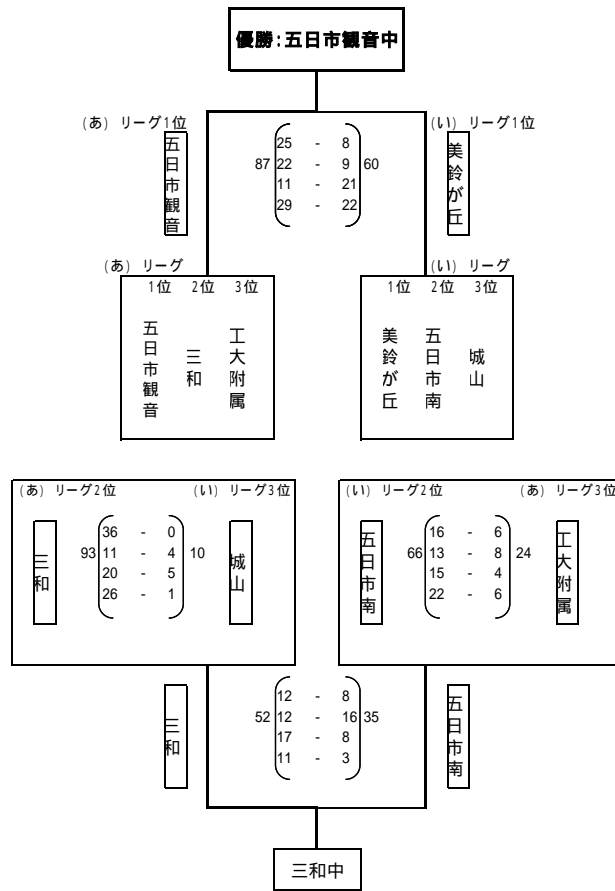 優勝:五日市観音中
(あ) リーグ1位
(い) リーグ1位
五日市観音
87
25 - 8
22 - 9
11 - 21
29 - 22
60
美鈴が丘
(あ) リーグ
1位 2位 3位
五日市観音
三和
工大附属
(い) リーグ
1位 2位 3位
美鈴が丘
五日市南
城山
(あ) リーグ2位
(い) リーグ3位
三和
93
36 - 0
11 - 4
20 - 5
26 - 1
10
城山
(い) リーグ2位
(あ) リーグ3位
五日市南
66
16 - 6
13 - 8
15 - 4
22 - 6
24
工大附属
三和
52
12 - 8
12 - 16
17 - 8
11 - 3
35
五日市南
三和中